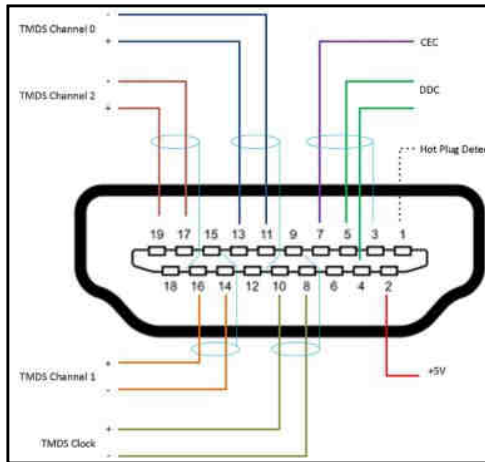 -
TMDS Channel 0
+
CEC
-
TMDS Channel 2
+
DDC
Hot Plug Detec
19 17 15 13 11 9 7 5 3 1
18 16 14 12 10 8 6 4 2
+
TMDS Channel 1
-
+5V
+
TMDS Clock
-